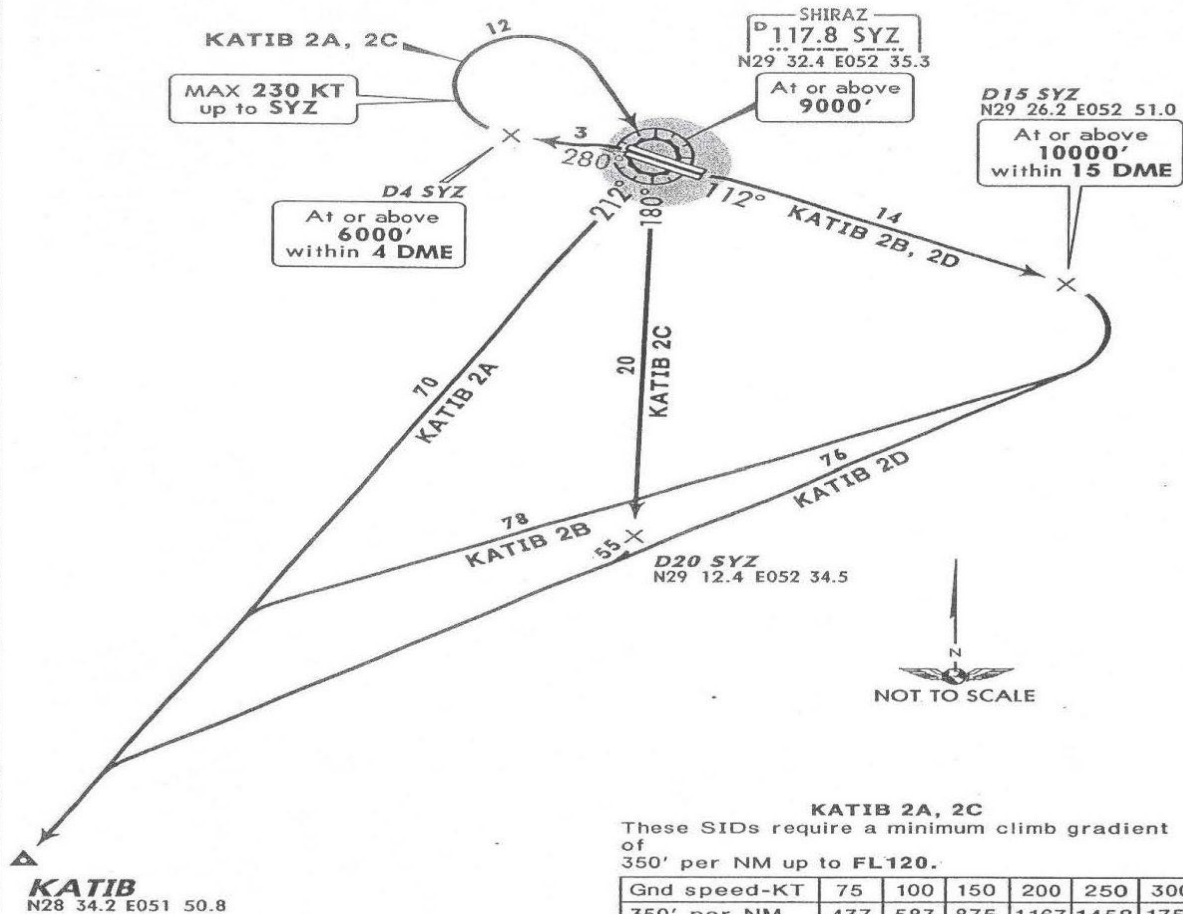 12
KATIB 2A, 2C
MAX 230 KT
up to SYZ
SHIRAZ
D 117.8 SYZ
N29 32.4 E052 35.3
At or above
9000'
D15 SYZ
N29 26.2 E052 51.0
At or above
10000'
within 15 DME
3
280°
D4 SYZ
At or above
6000'
within 4 DME
212°
180°
112°
14
KATIB 2B, 2D
70
KATIB 2A
20
KATIB 2C
76
KATIB 2D
78
KATIB 2B
55
D20 SYZ
N29 12.4 E052 34.5
N
NOT TO SCALE
KATIB
N28 34.2 E051 50.8
KATIB 2A, 2C
These SIDs require a minimum climb gradient
of
350' per NM up to FL120.
Gnd speed-KT 75 100 150 200 250 300
350' per NM 437 583 875 1167 1458